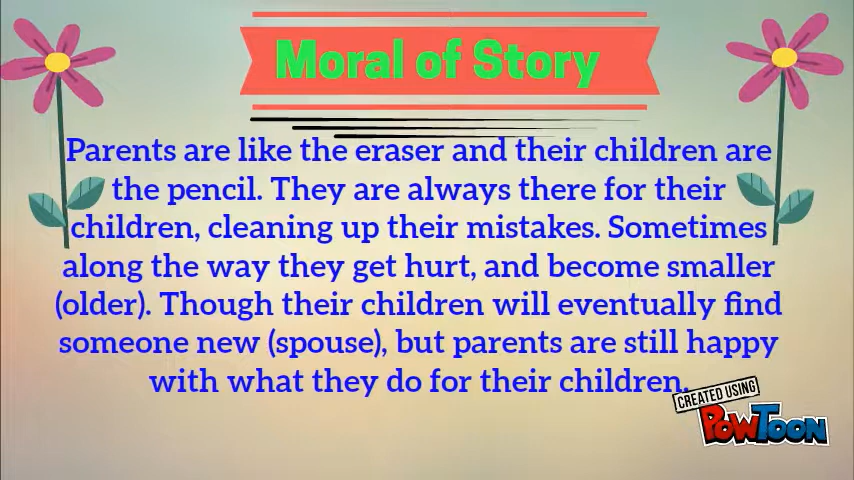 Moral of Story
Parents are like the eraser and their children are
the pencil. They are always there for their
children, cleaning up their mistakes. Sometimes
along the way they get hurt, and become smaller
(older). Though their children will eventually find
someone new (spouse), but parents are still happy
with what they do for their children.
CREATED USING
POWTOON